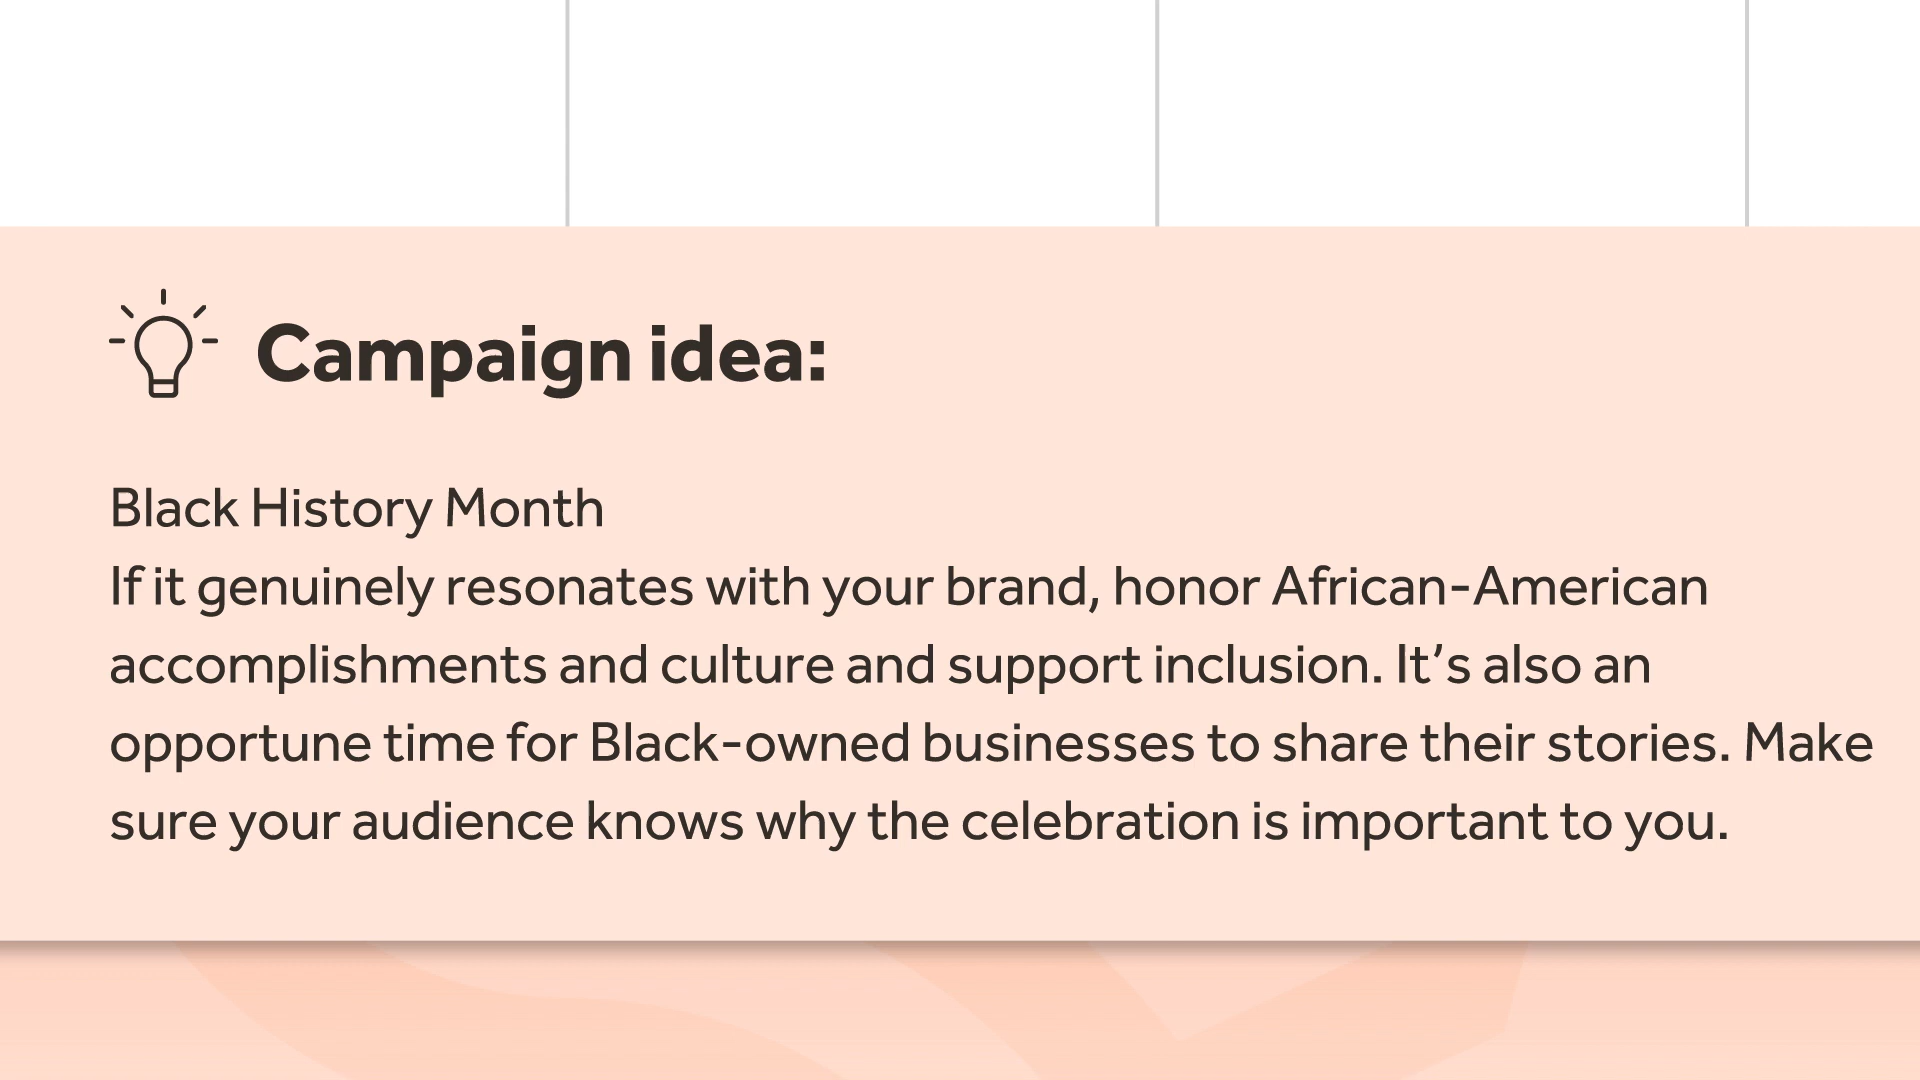 Campaign idea:
Black History Month
If it genuinely resonates with your brand, honor African-American
accomplishments and culture and support inclusion. It’s also an
opportune time for Black-owned businesses to share their stories. Make
sure your audience knows why the celebration is important to you.